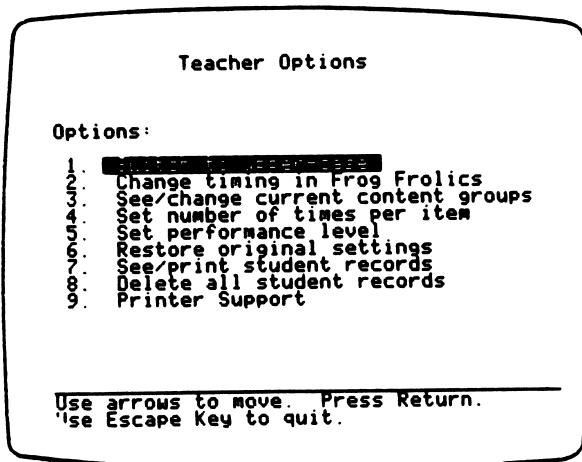 Teacher Options
Options:
1.
2. Change timing in Frog Frolics
3. See/change current content groups
4. Set number of times per item
5. Set performance level
6. Restore original settings
7. See/print student records
8. Delete all student records
9. Printer Support
Use arrows to move. Press Return.
Use Escape Key to quit.